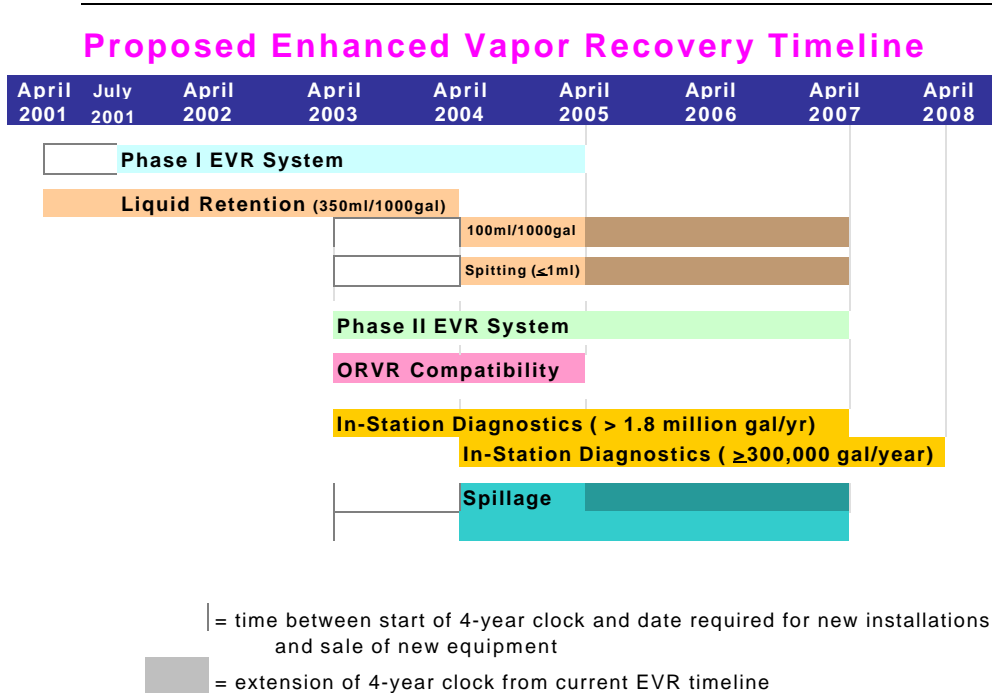 Proposed Enhanced Vapor Recovery Timeline
April July April April April April April April April
2001 2001 2002 2003 2004 2005 2006 2007 2008
Phase I EVR System
Liquid Retention (350ml/1000gal)
100ml/1000gal
Spitting (≤1ml)
Phase II EVR System
ORVR Compatibility
In-Station Diagnostics ( > 1.8 million gal/yr)
In-Station Diagnostics ( ≥300,000 gal/year)
Spillage
= time between start of 4-year clock and date required for new installations
and sale of new equipment
= extension of 4-year clock from current EVR timeline